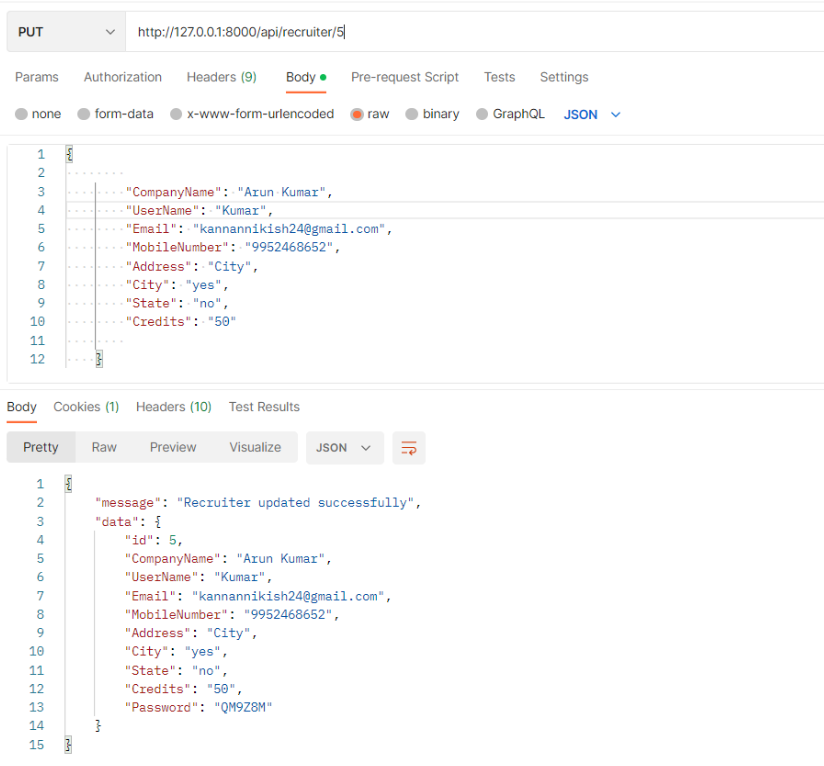 PUT http://127.0.0.1:8000/api/recruiter/5
Params Authorization Headers (9) Body Pre-request Script Tests Settings
none form-data x-www-form-urlencoded raw binary GraphQL JSON
1 {
2
3 "CompanyName": "Arun Kumar",
4 "UserName": "Kumar",
5 "Email": "kannannikish24@gmail.com",
6 "MobileNumber": "9952468652",
7 "Address": "City",
8 "City": "yes",
9 "State": "no",
10 "Credits": "50"
11
12 }
Body Cookies (1) Headers (10) Test Results
Pretty Raw Preview Visualize JSON
1 {
2 "message": "Recruiter updated successfully",
3 "data": {
4 "id": 5,
5 "CompanyName": "Arun Kumar",
6 "UserName": "Kumar",
7 "Email": "kannannikish24@gmail.com",
8 "MobileNumber": "9952468652",
9 "Address": "City",
10 "City": "yes",
11 "State": "no",
12 "Credits": "50",
13 "Password": "QM9Z8M"
14 }
15 }